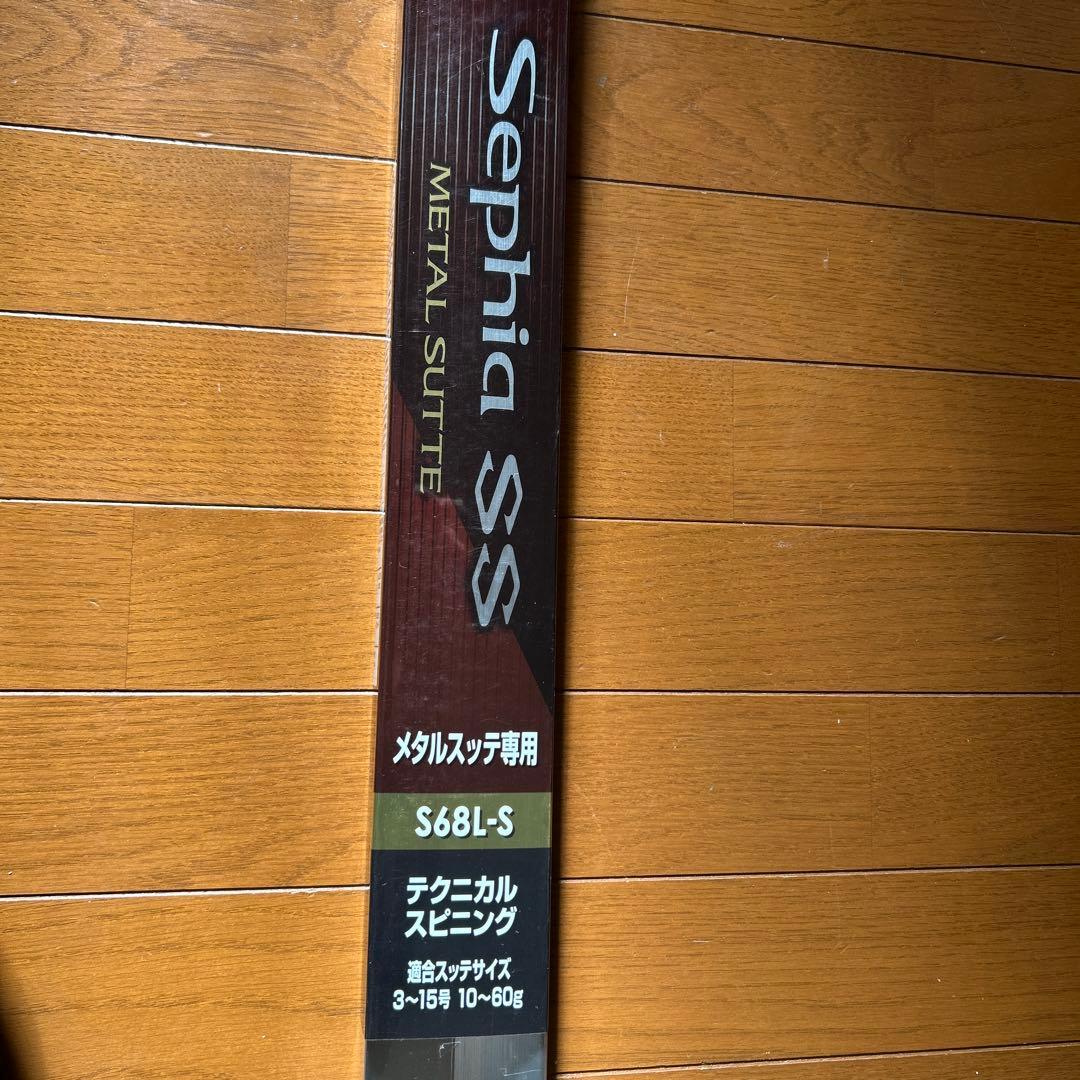 Sephia SS
METAL SUTTE
メタルスッテ専用
S68L-S
テクニカル
スピニング
適合スッテサイズ
3～15号 10～60g